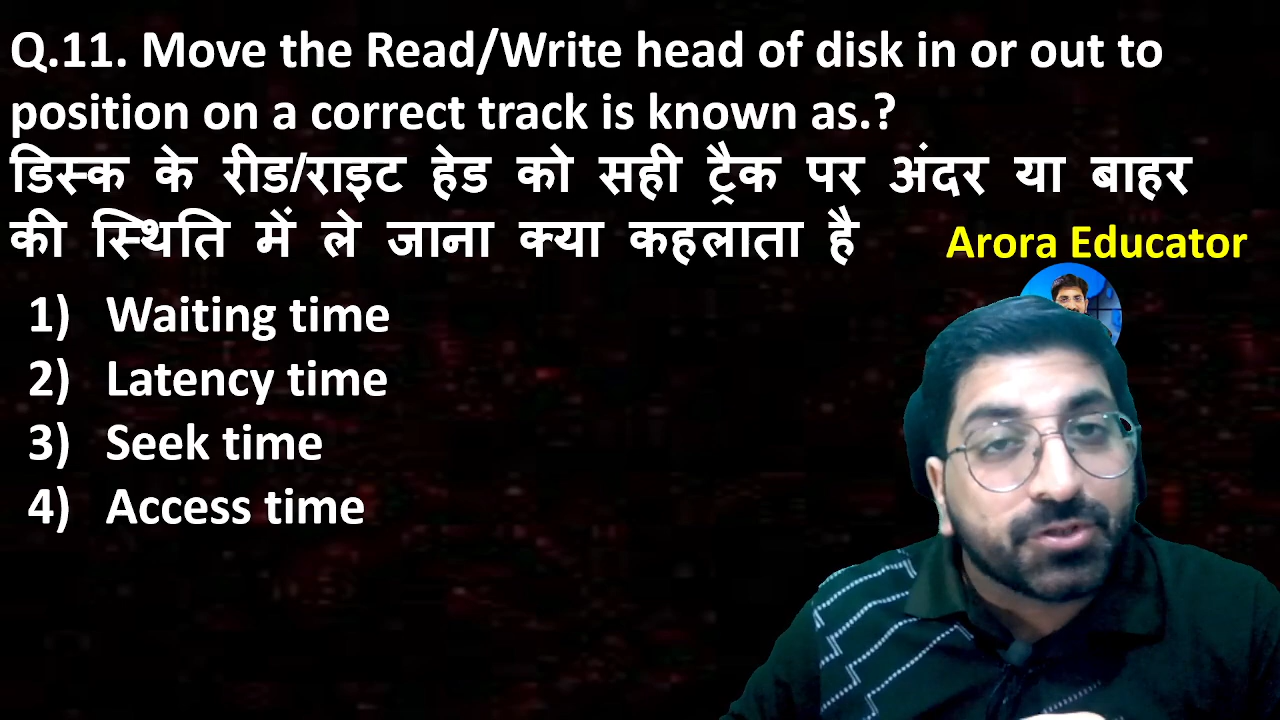 Q.11. Move the Read/Write head of disk in or out to
position on a correct track is known as.?
डिस्क के रीड/राइट हेड को सही ट्रैक पर अंदर या बाहर
की स्थिति में ले जाना क्या कहलाता है
Arora Educator
1) Waiting time
2) Latency time
3) Seek time
4) Access time